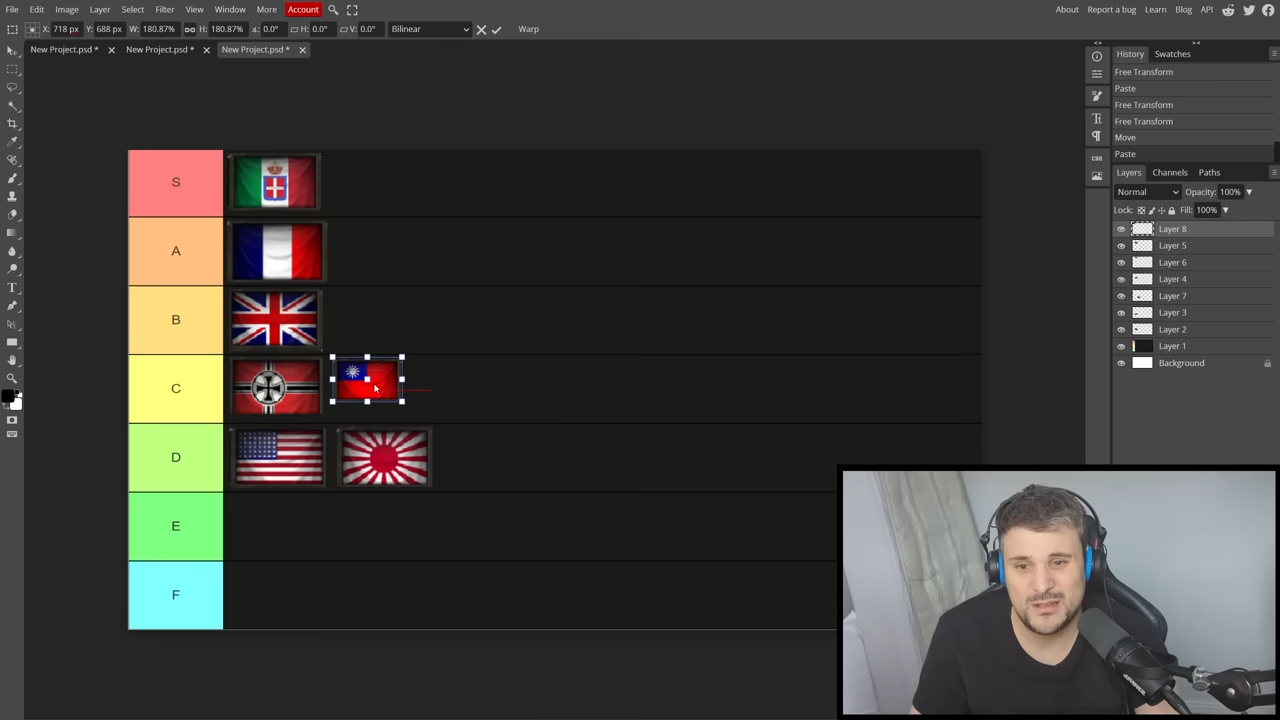 File Edit Image Layer Select Filter View Window More Account About Report a bug Learn Blog API
X: 718 px Y: 688 px W: 180.87% H: 180.87% ∡: 0.0° H: 0.0° V: 0.0° Bilinear Warp
New Project.psd * New Project.psd * New Project.psd *
History Swatches
Free Transform
Paste
Free Transform
Free Transform
Move
Paste
Layers Channels Paths
Normal Opacity: 100%
Lock: Fill: 100%
Layer 8
Layer 5
Layer 6
Layer 4
Layer 7
Layer 3
Layer 2
Layer 1
Background
CSS
S
A
B
C
D
E
F